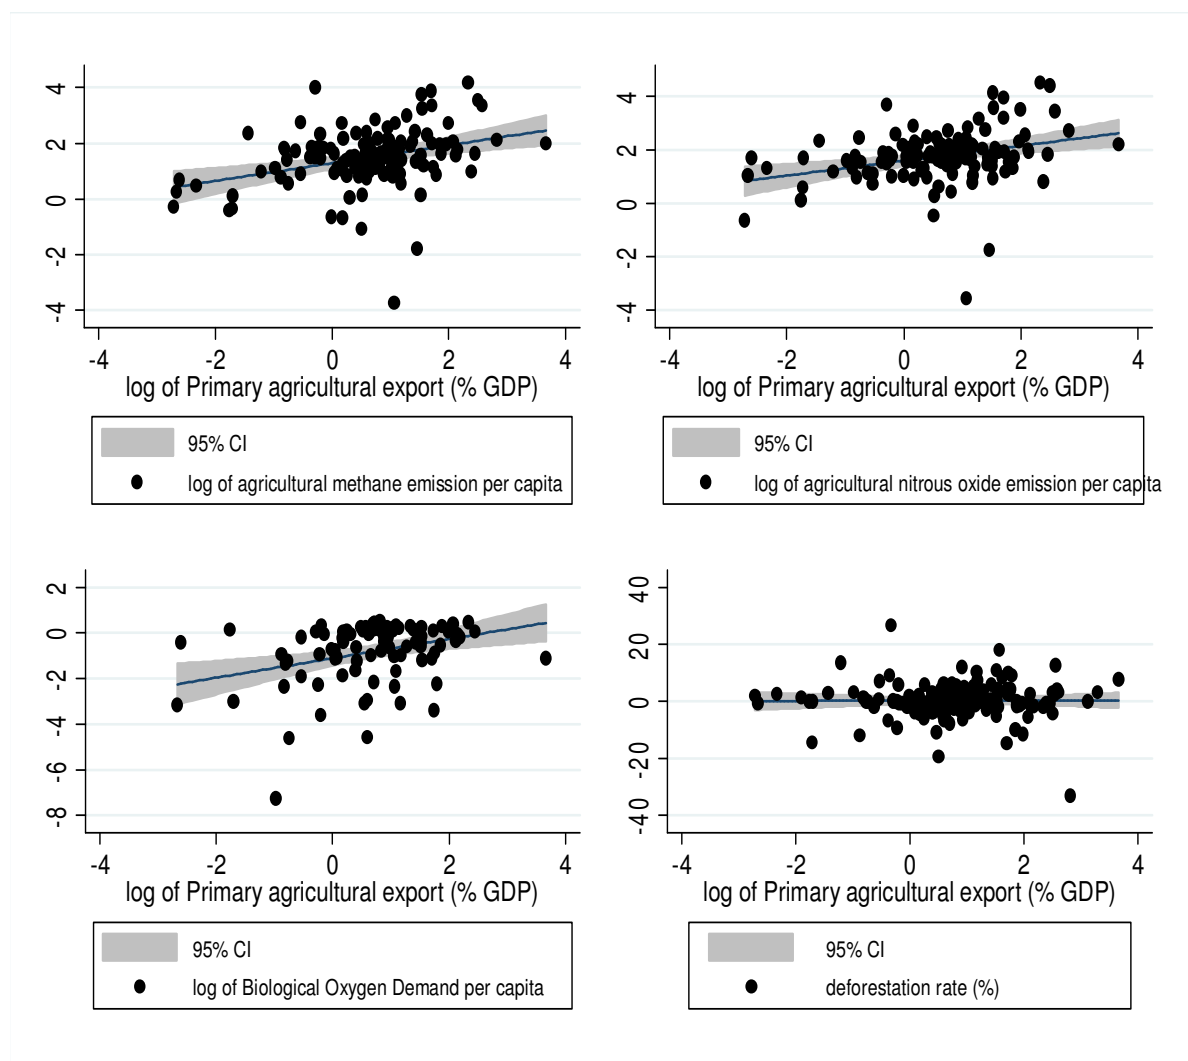 4
2
0
-2
-4
-4 -2 0 2 4
log of Primary agricultural export (% GDP)
95% CI
log of agricultural methane emission per capita
4
2
0
-2
-4
-4 -2 0 2 4
log of Primary agricultural export (% GDP)
95% CI
log of agricultural nitrous oxide emission per capita
2
0
-2
-4
-6
-8
-4 -2 0 2 4
log of Primary agricultural export (% GDP)
95% CI
log of Biological Oxygen Demand per capita
40
20
0
-20
-40
-4 -2 0 2 4
log of Primary agricultural export (% GDP)
95% CI
deforestation rate (%)